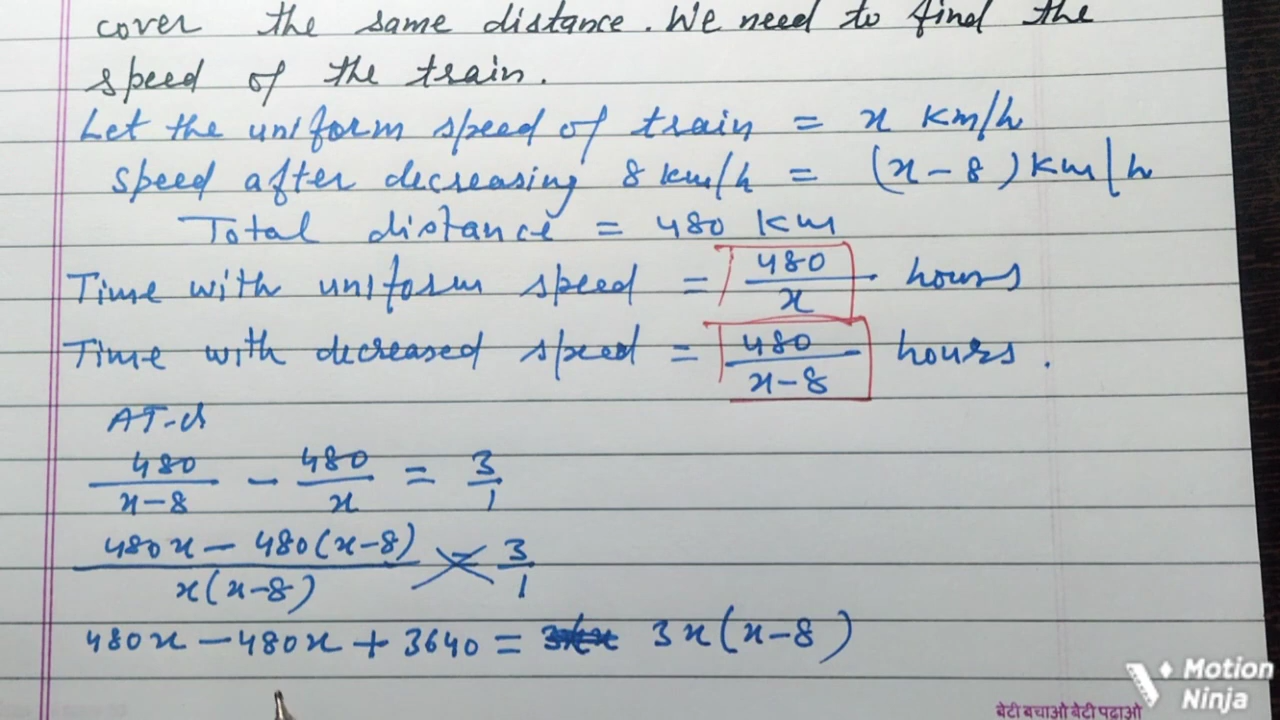 cover the same distance. We need to find the
speed of the train.
Let the uniform speed of train = x km/h
speed after decreasing 8 km/h = (x-8) km/h
Total distance = 480 km
Time with uniform speed = 480/x hours
Time with decreased speed = 480/x-8 hours.
AT-Q
480/x-8 - 480/x = 3/1
480x - 480(x-8)/x(x-8) = 3/1
480x - 480x + 3640 = 3x(x-8)
Motion
Ninja
बेटी बचाओ बेटी पढ़ाओ